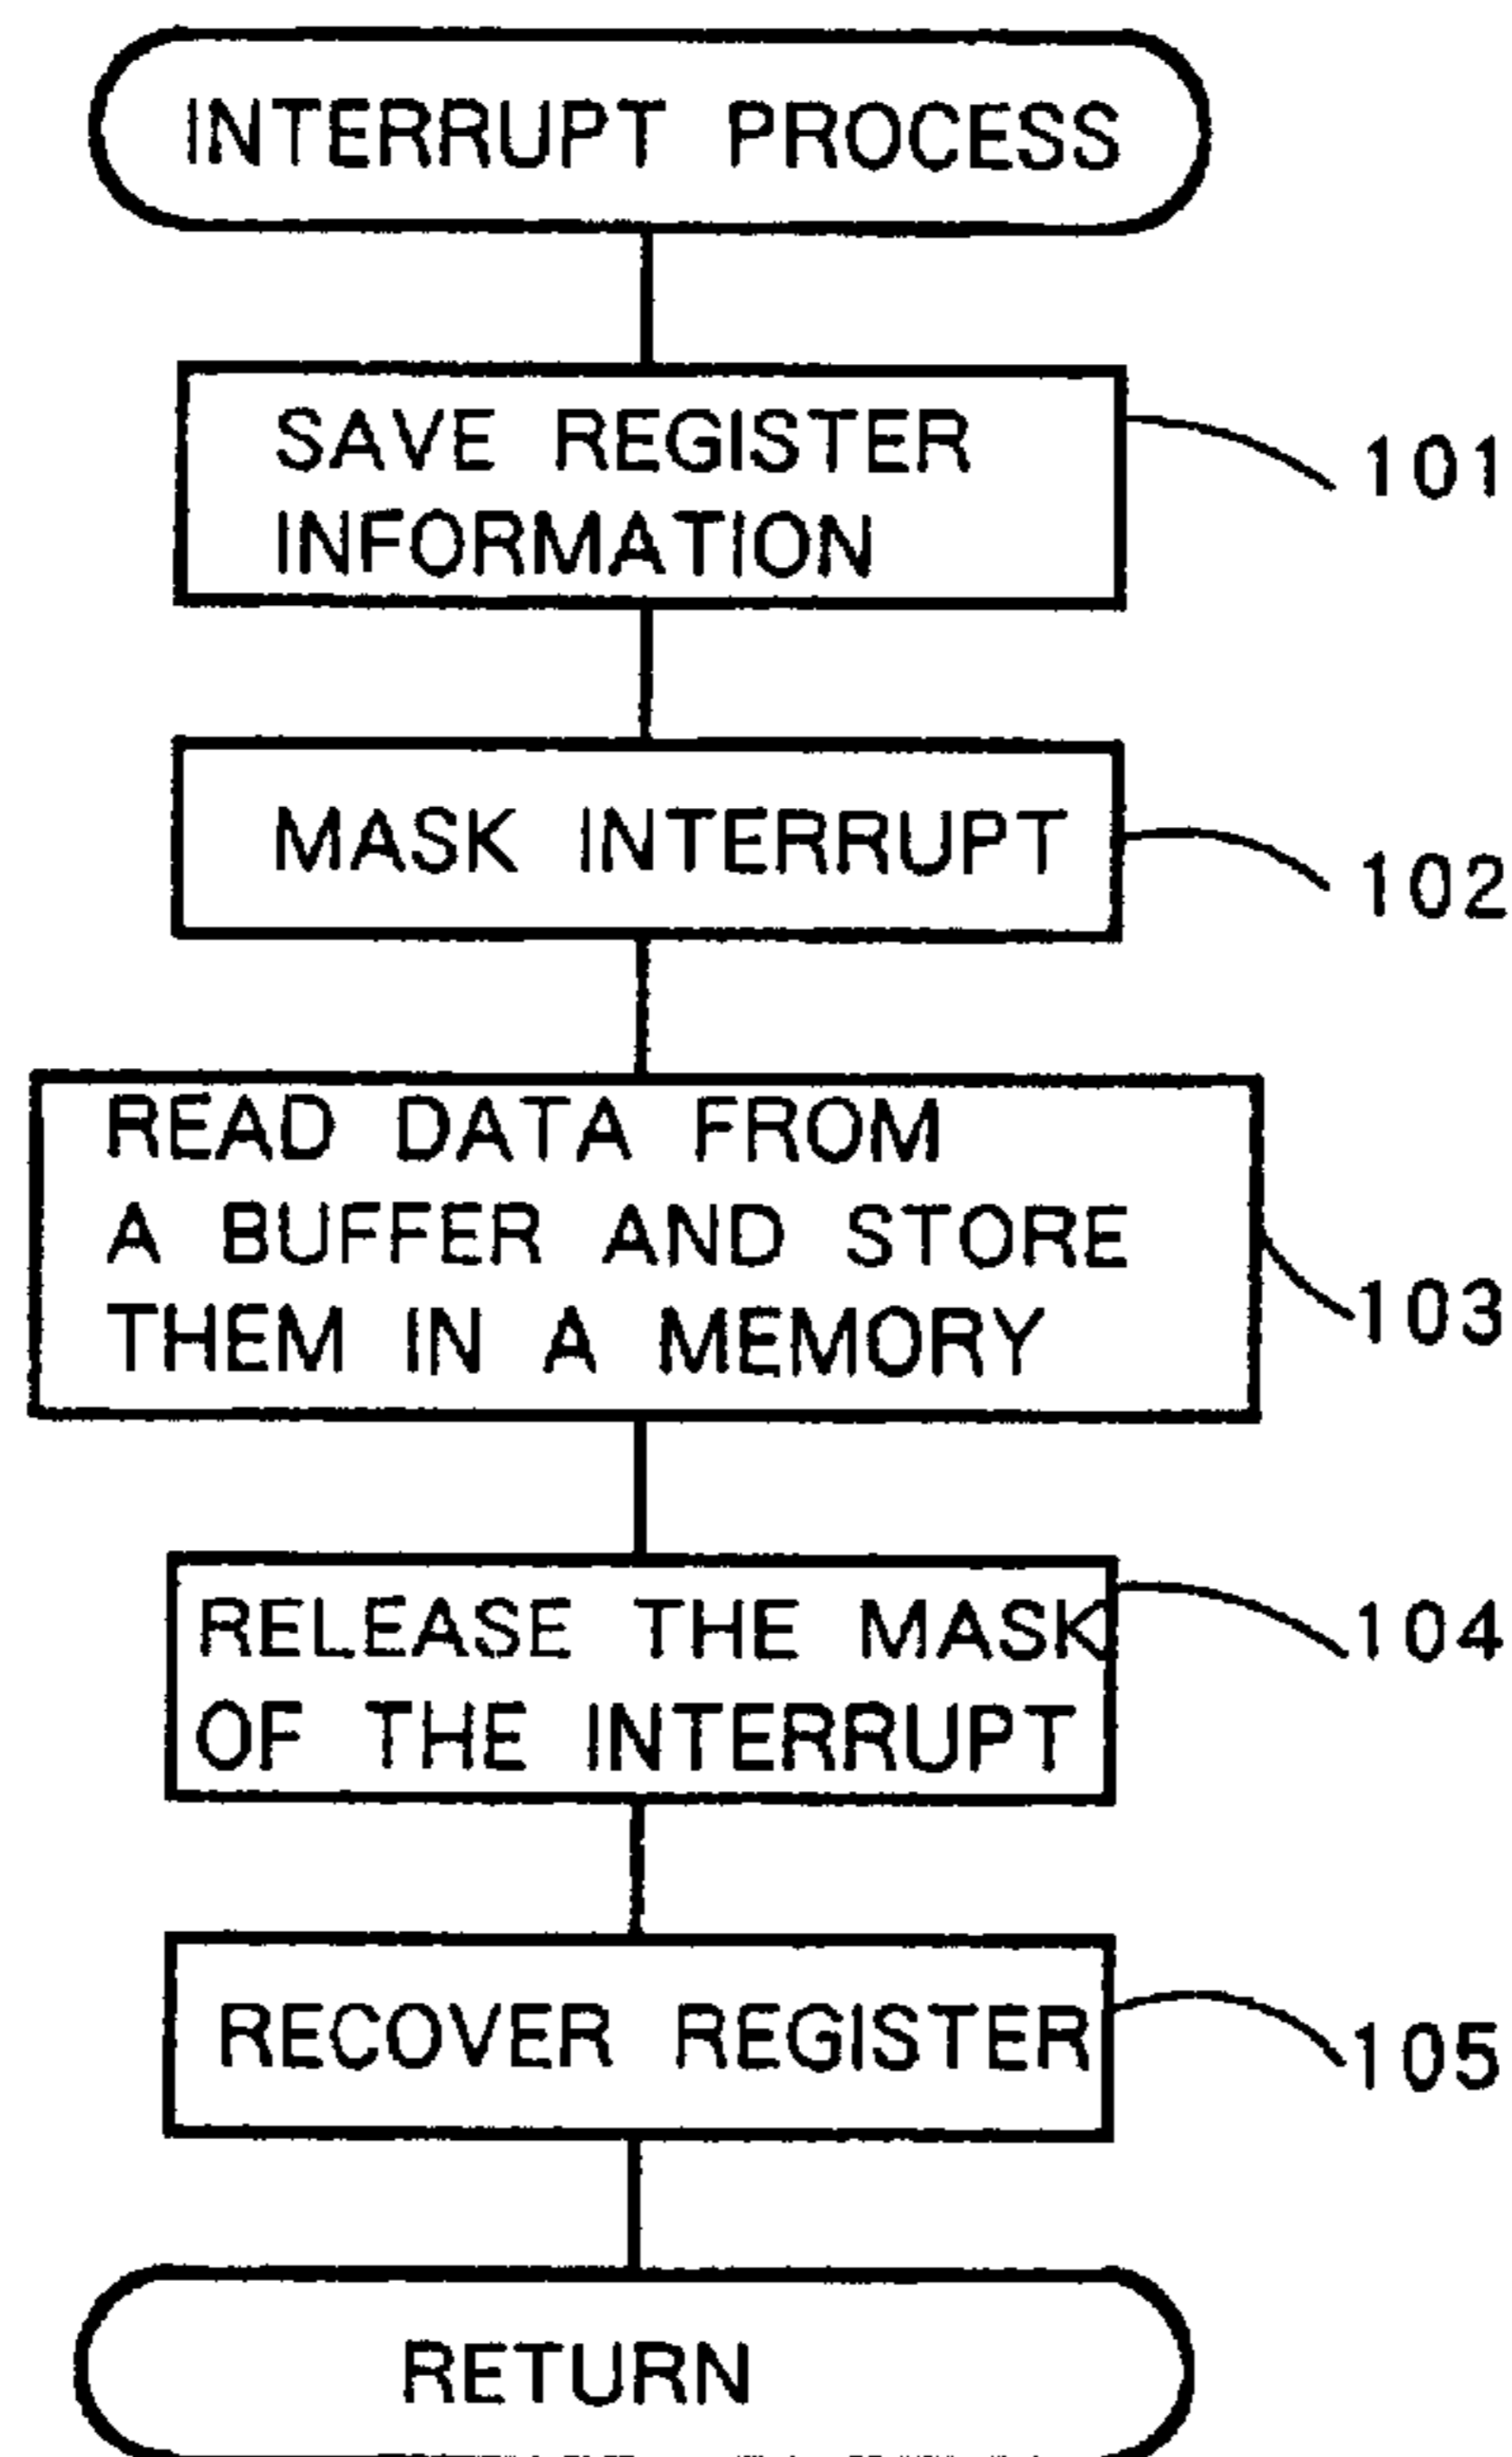 INTERRUPT PROCESS
SAVE REGISTER
INFORMATION
101
MASK INTERRUPT
102
READ DATA FROM
A BUFFER AND STORE
THEM IN A MEMORY
103
RELEASE THE MASK
OF THE INTERRUPT
104
RECOVER REGISTER
105
RETURN